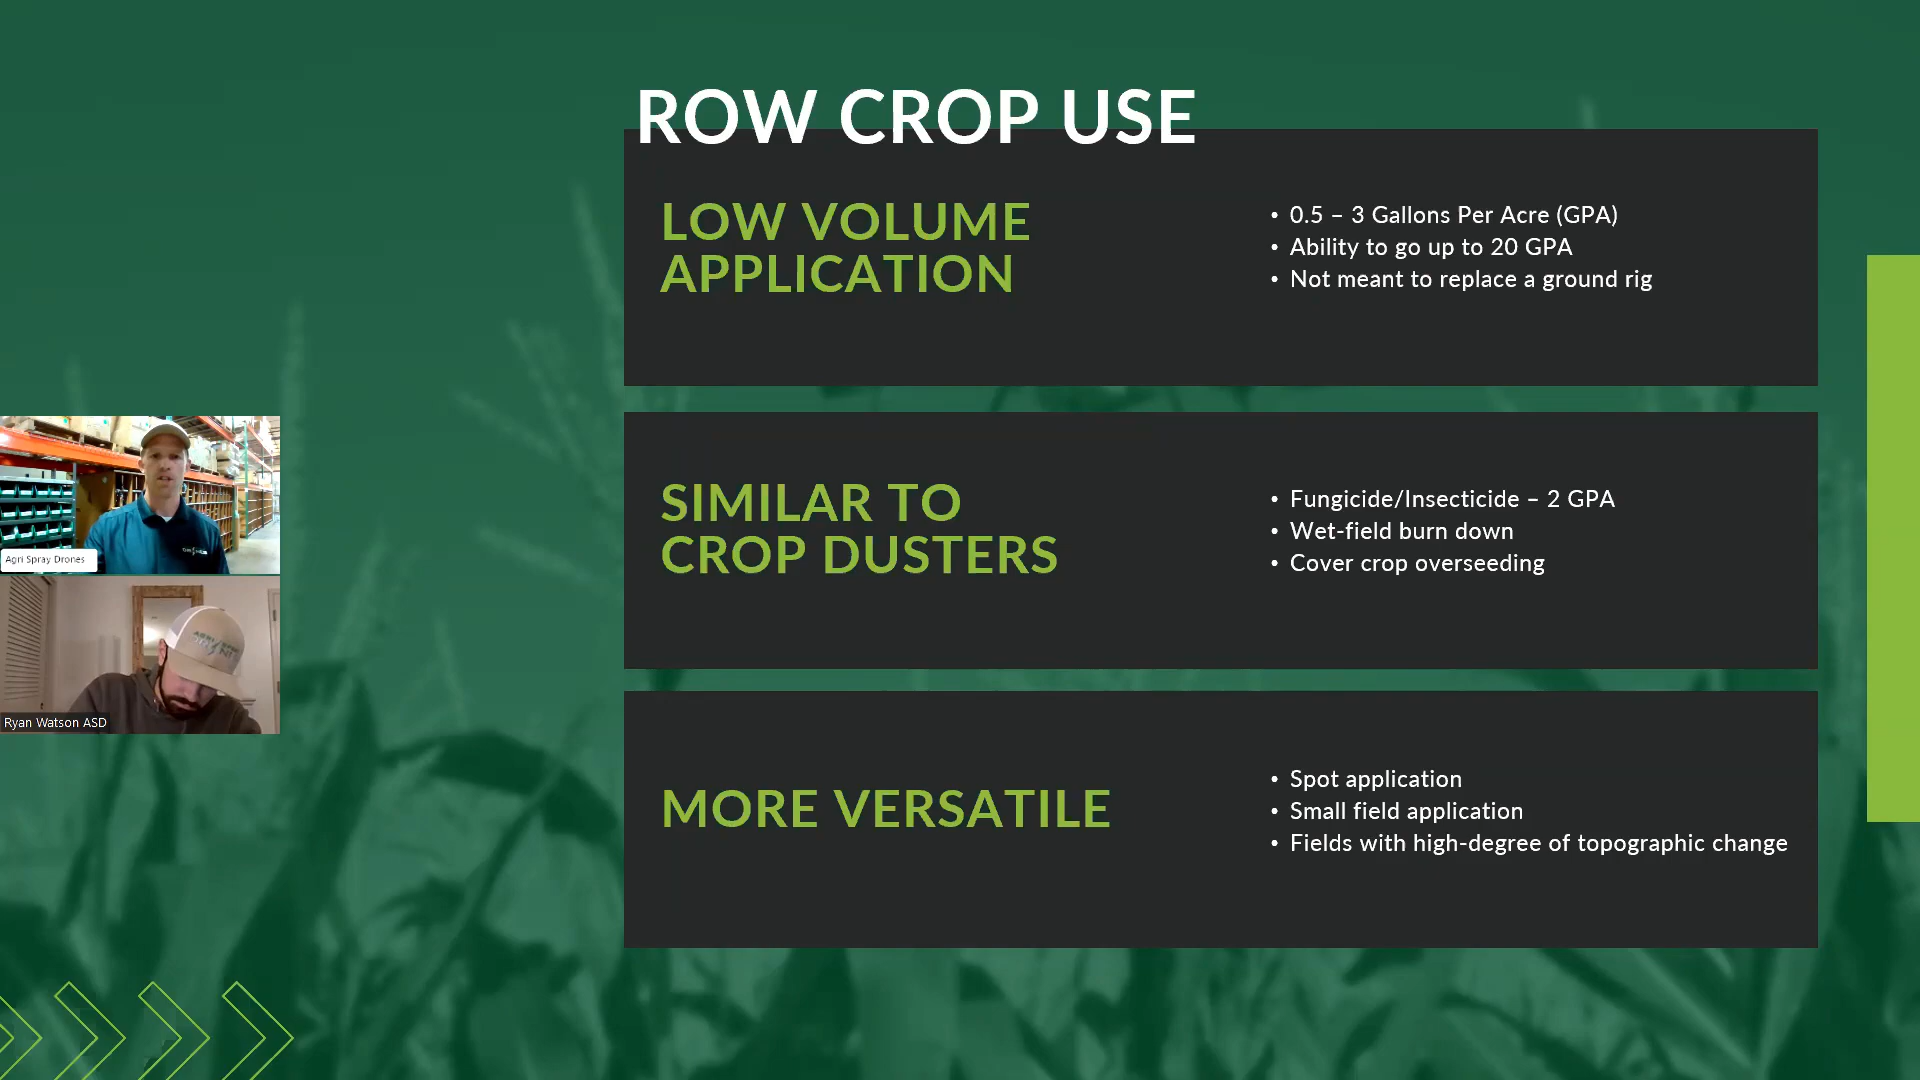 ROW CROP USE
LOW VOLUME
APPLICATION
• 0.5 – 3 Gallons Per Acre (GPA)
• Ability to go up to 20 GPA
• Not meant to replace a ground rig
SIMILAR TO
CROP DUSTERS
• Fungicide/Insecticide – 2 GPA
• Wet-field burn down
• Cover crop overseeding
MORE VERSATILE
• Spot application
• Small field application
• Fields with high-degree of topographic change
Agri Spray Drones
Ryan Watson ASD